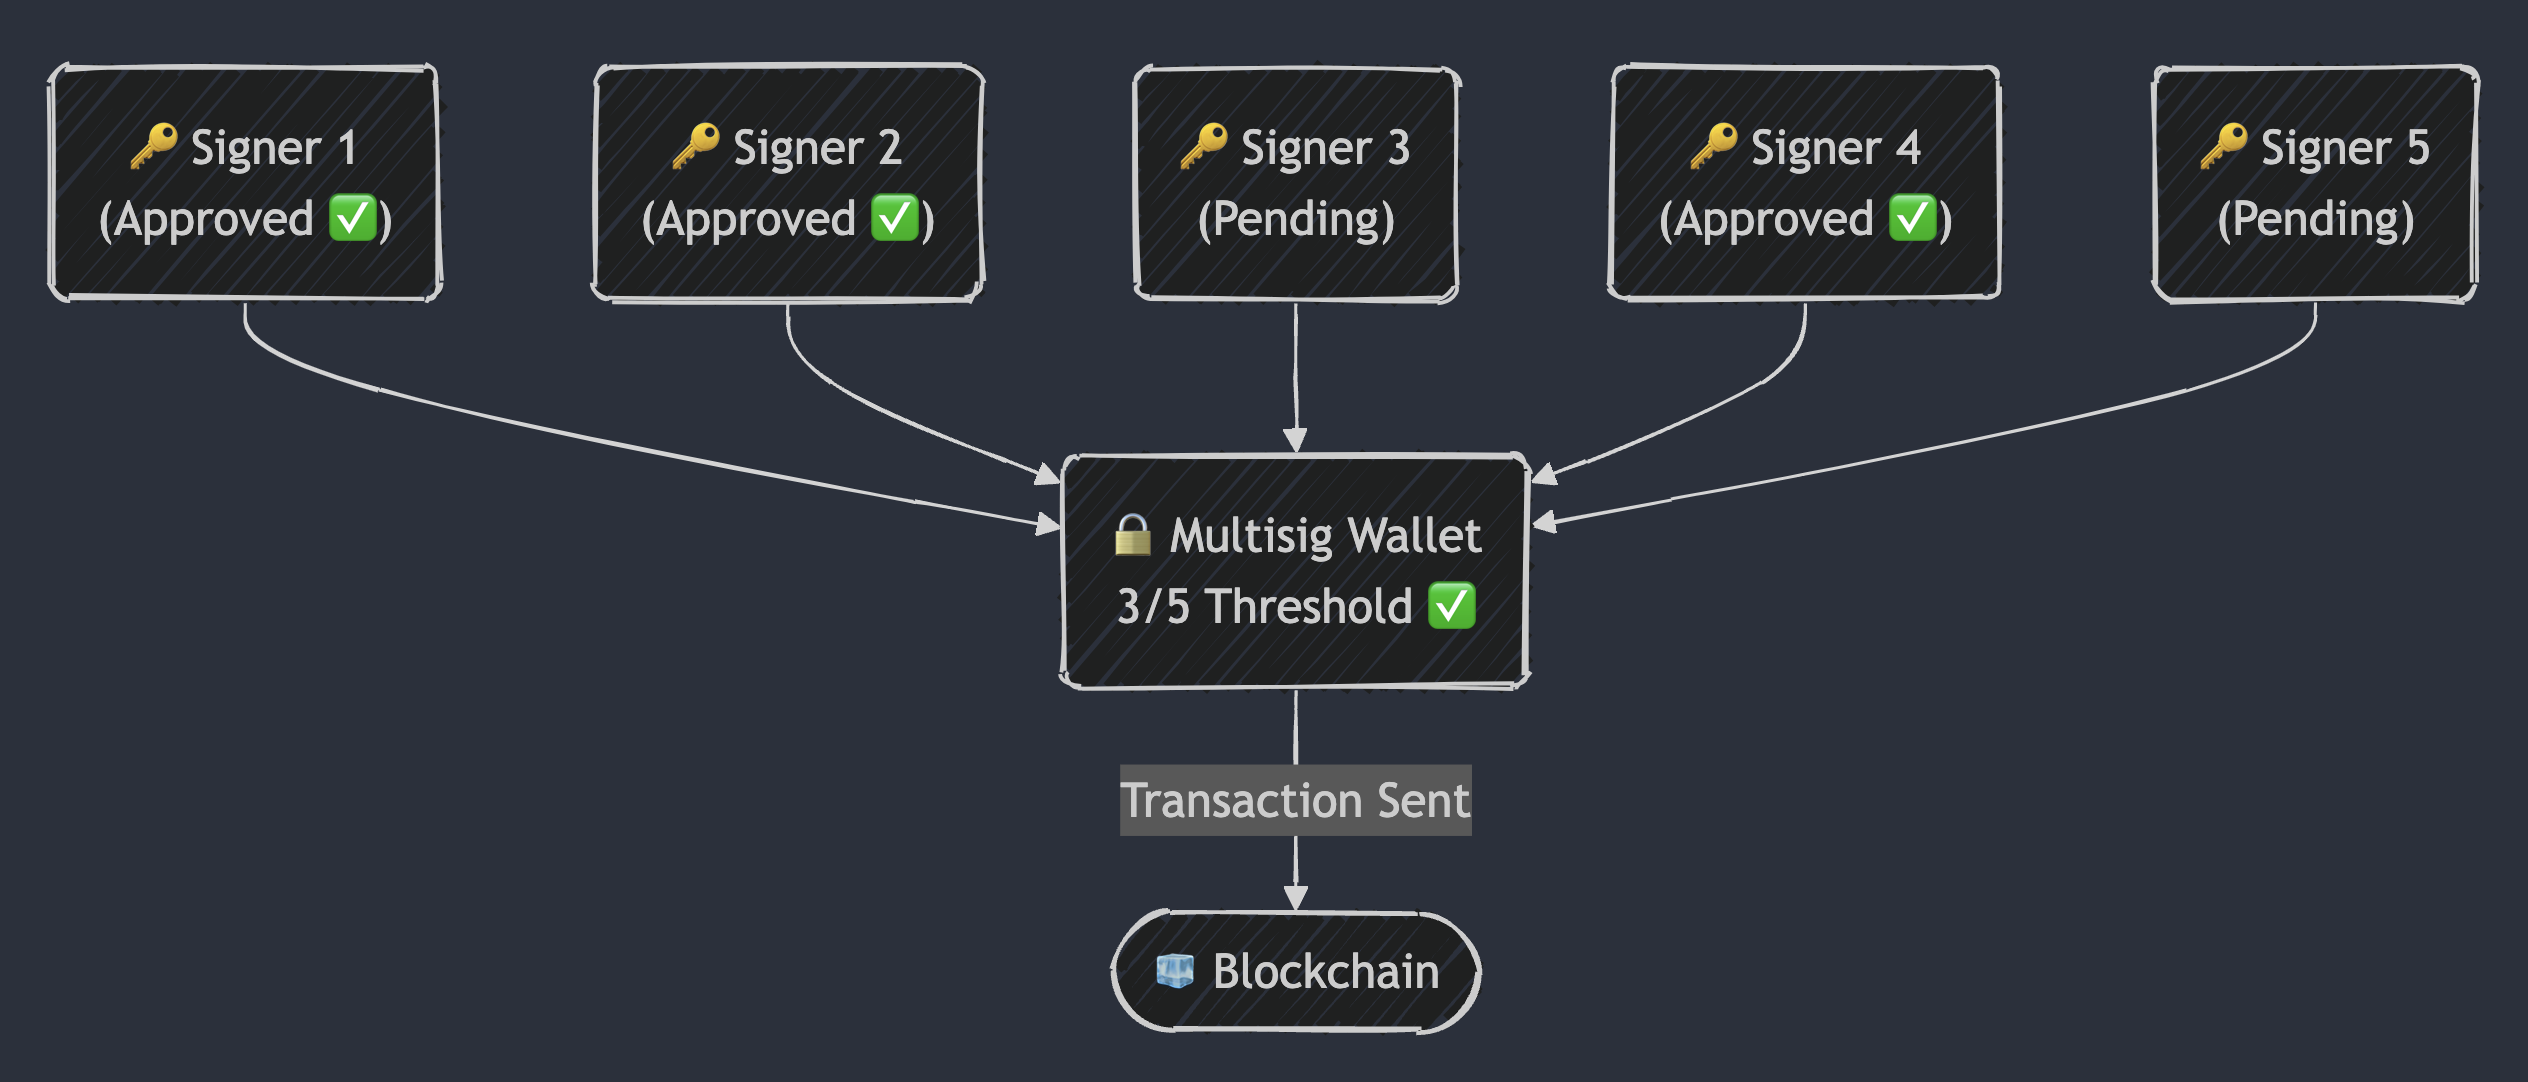 🔑 Signer 1
(Approved ✅)
🔑 Signer 2
(Approved ✅)
🔑 Signer 3
(Pending)
🔑 Signer 4
(Approved ✅)
🔑 Signer 5
(Pending)
🔒 Multisig Wallet
3/5 Threshold ✅
Transaction Sent
🧊 Blockchain